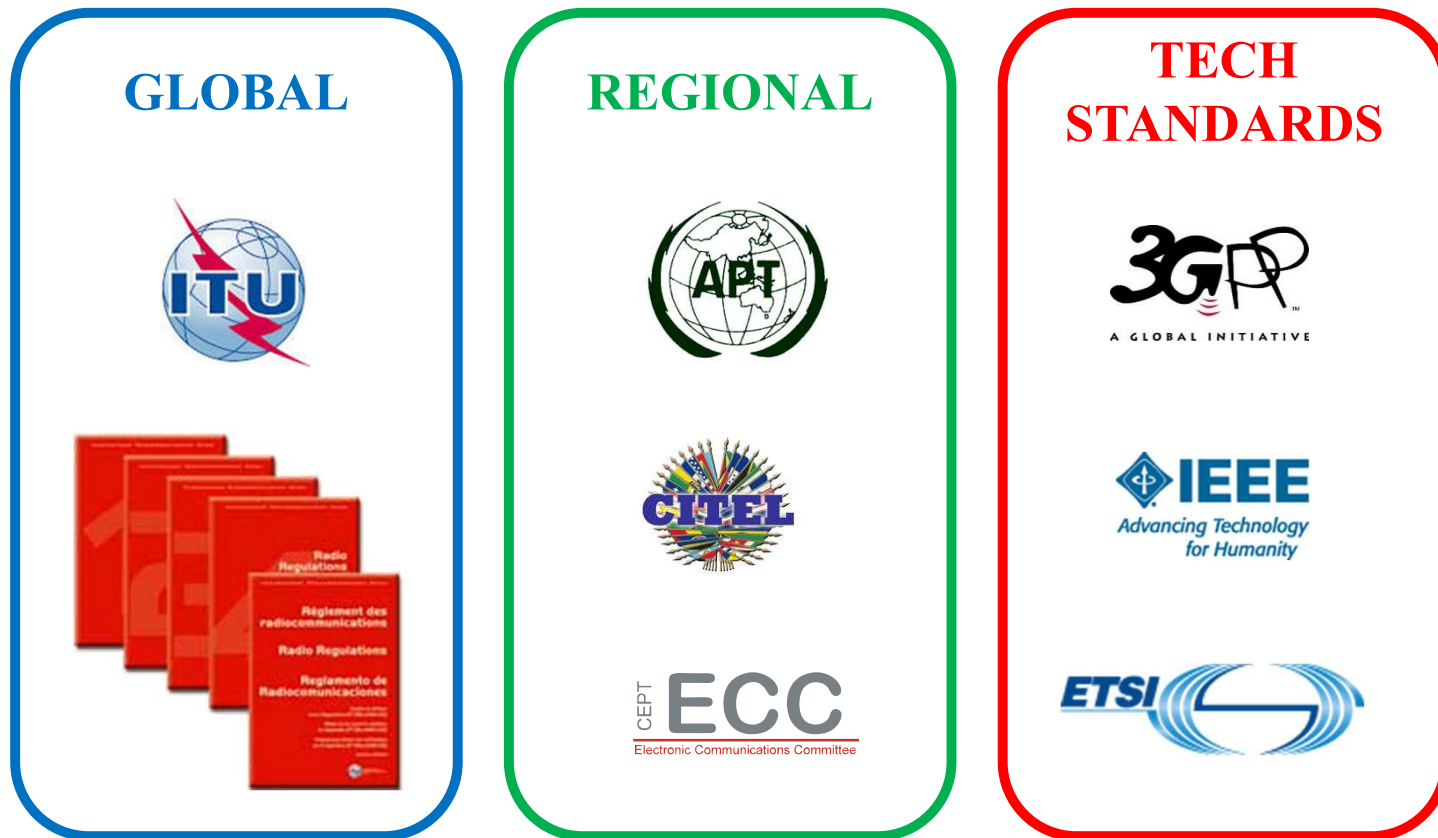 GLOBAL
ITU
Radio
Regulations
Règlement des
radiocommunications
Radio Regulations
Reglamento de
Radiocomunicaciones
REGIONAL
APT
CITEL
CEPT
ECC
Electronic Communications Committee
TECH
STANDARDS
3GPP
TM
A GLOBAL INITIATIVE
IEEE
Advancing Technology
for Humanity
ETSI